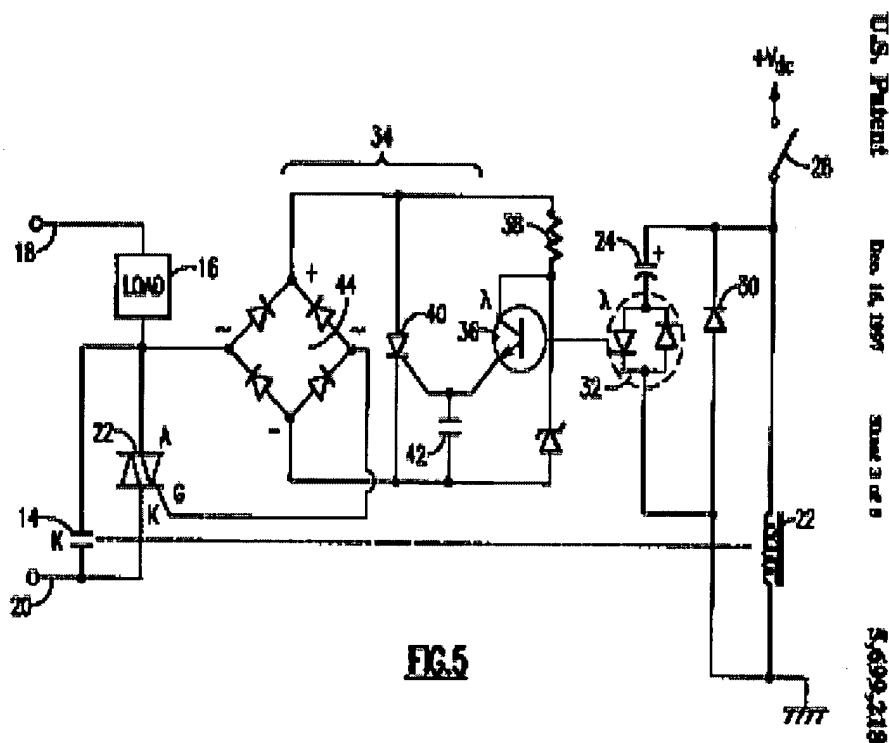 U.S. Patent
Dec. 16, 1997
Sheet 3 of 8
5,699,218
+Vdc
34
28
18
LOAD
16
+
44
~
~
-
40
38
λ
36
42
24
+
λ
32
30
22
A
G
K
14
K
20
22
FIG.5